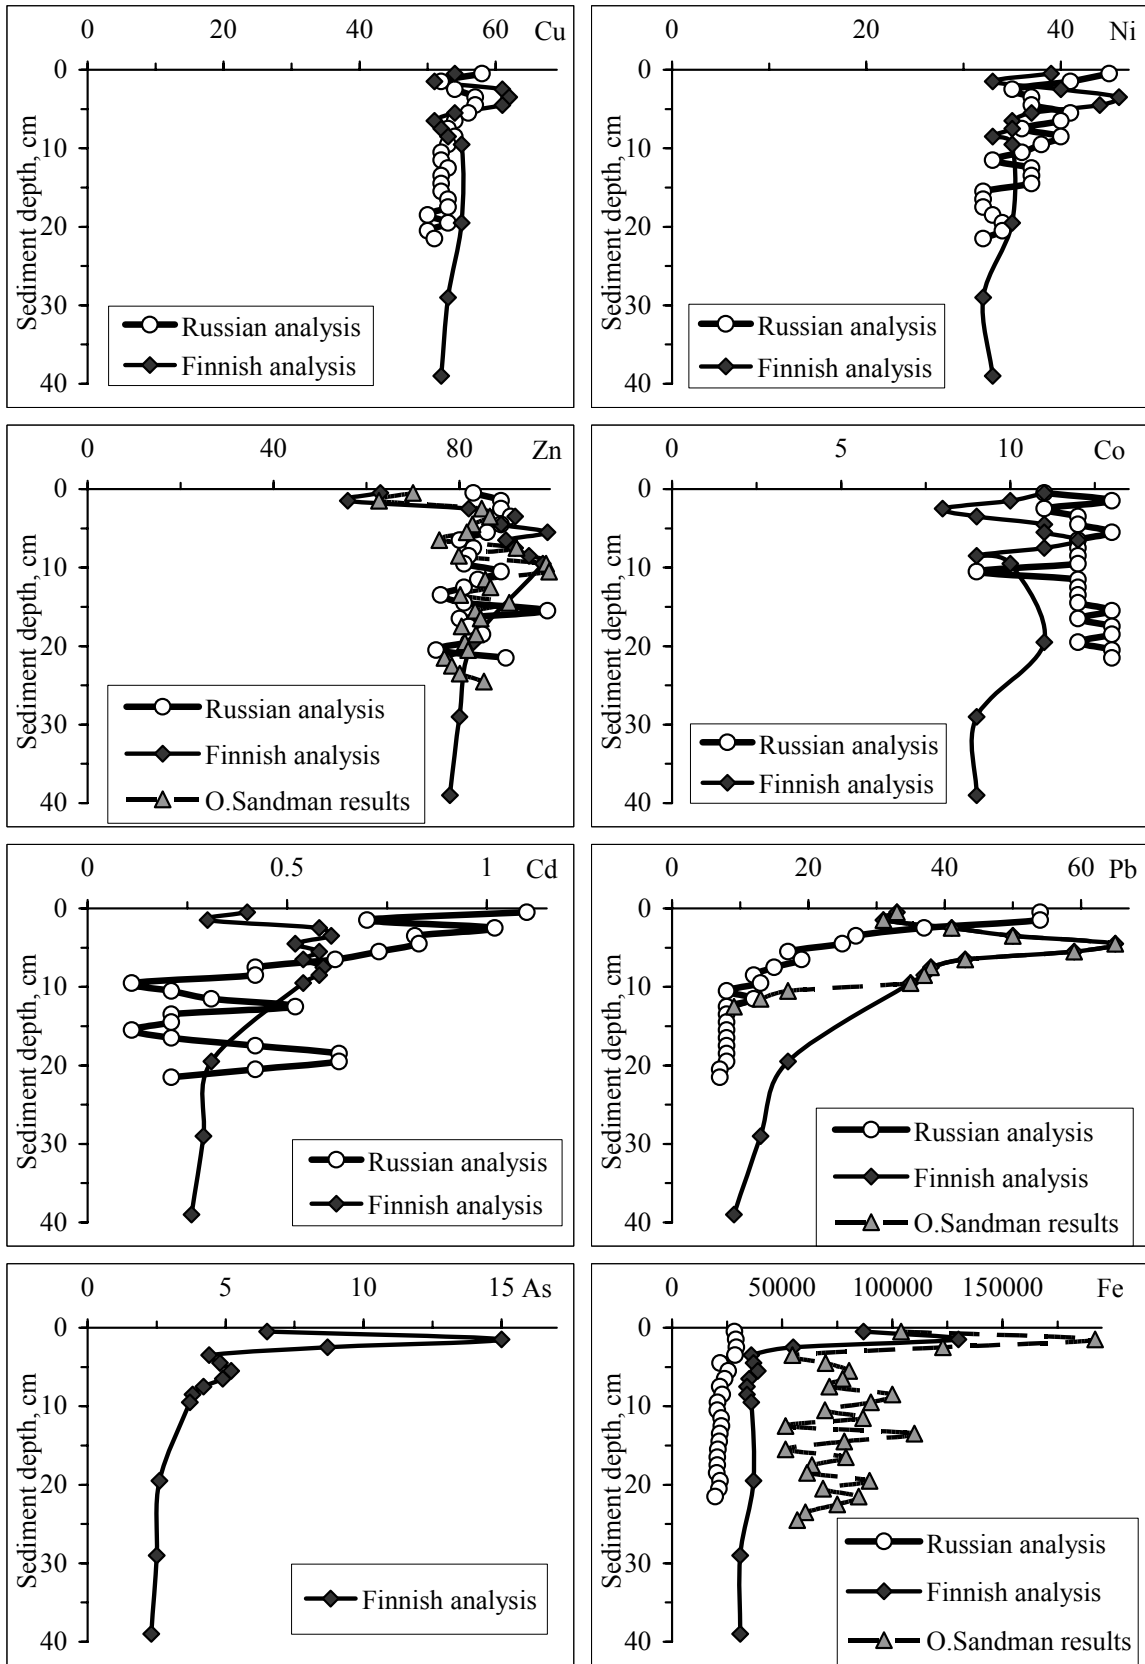 0 20 40 60 Cu
0
10
20
30
40
Sediment depth, cm
Russian analysis
Finnish analysis
0 20 40 Ni
0
10
20
30
40
Sediment depth, cm
Russian analysis
Finnish analysis
0 40 80 Zn
0
10
20
30
40
Sediment depth, cm
Russian analysis
Finnish analysis
O.Sandman results
0 5 10 Co
0
10
20
30
40
Sediment depth, cm
Russian analysis
Finnish analysis
0 0.5 1 Cd
0
10
20
30
40
Sediment depth, cm
Russian analysis
Finnish analysis
0 20 40 60 Pb
0
10
20
30
40
Sediment depth, cm
Russian analysis
Finnish analysis
O.Sandman results
0 5 10 15 As
0
10
20
30
40
Sediment depth, cm
Finnish analysis
0 50000 100000 150000 Fe
0
10
20
30
40
Sediment depth, cm
Russian analysis
Finnish analysis
O.Sandman results